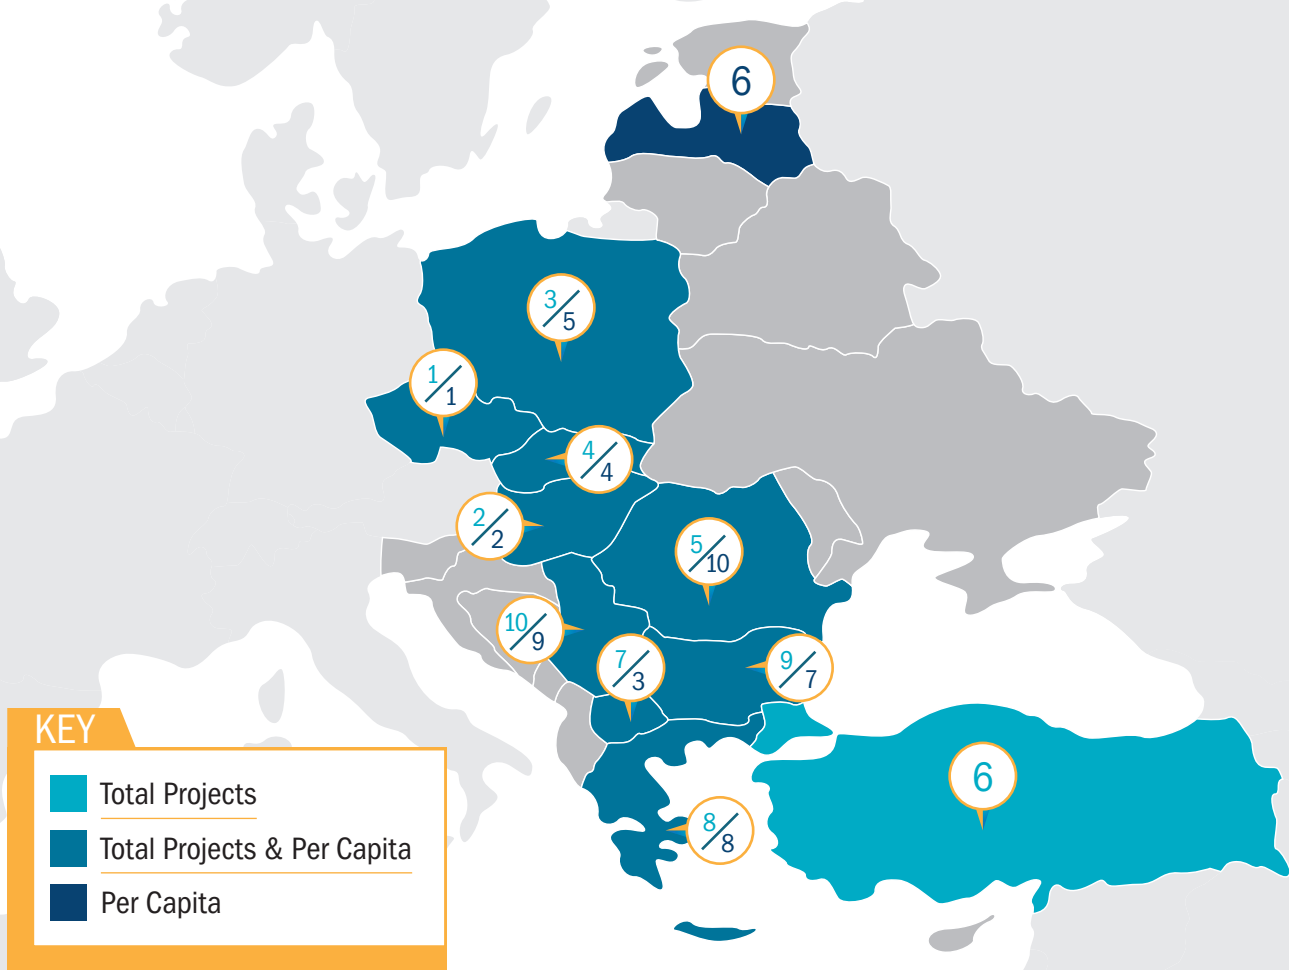 6
3/5
1/1
4/4
2/2
5/10
10/9
7/3
9/7
6
8/8
KEY
Total Projects
Total Projects & Per Capita
Per Capita